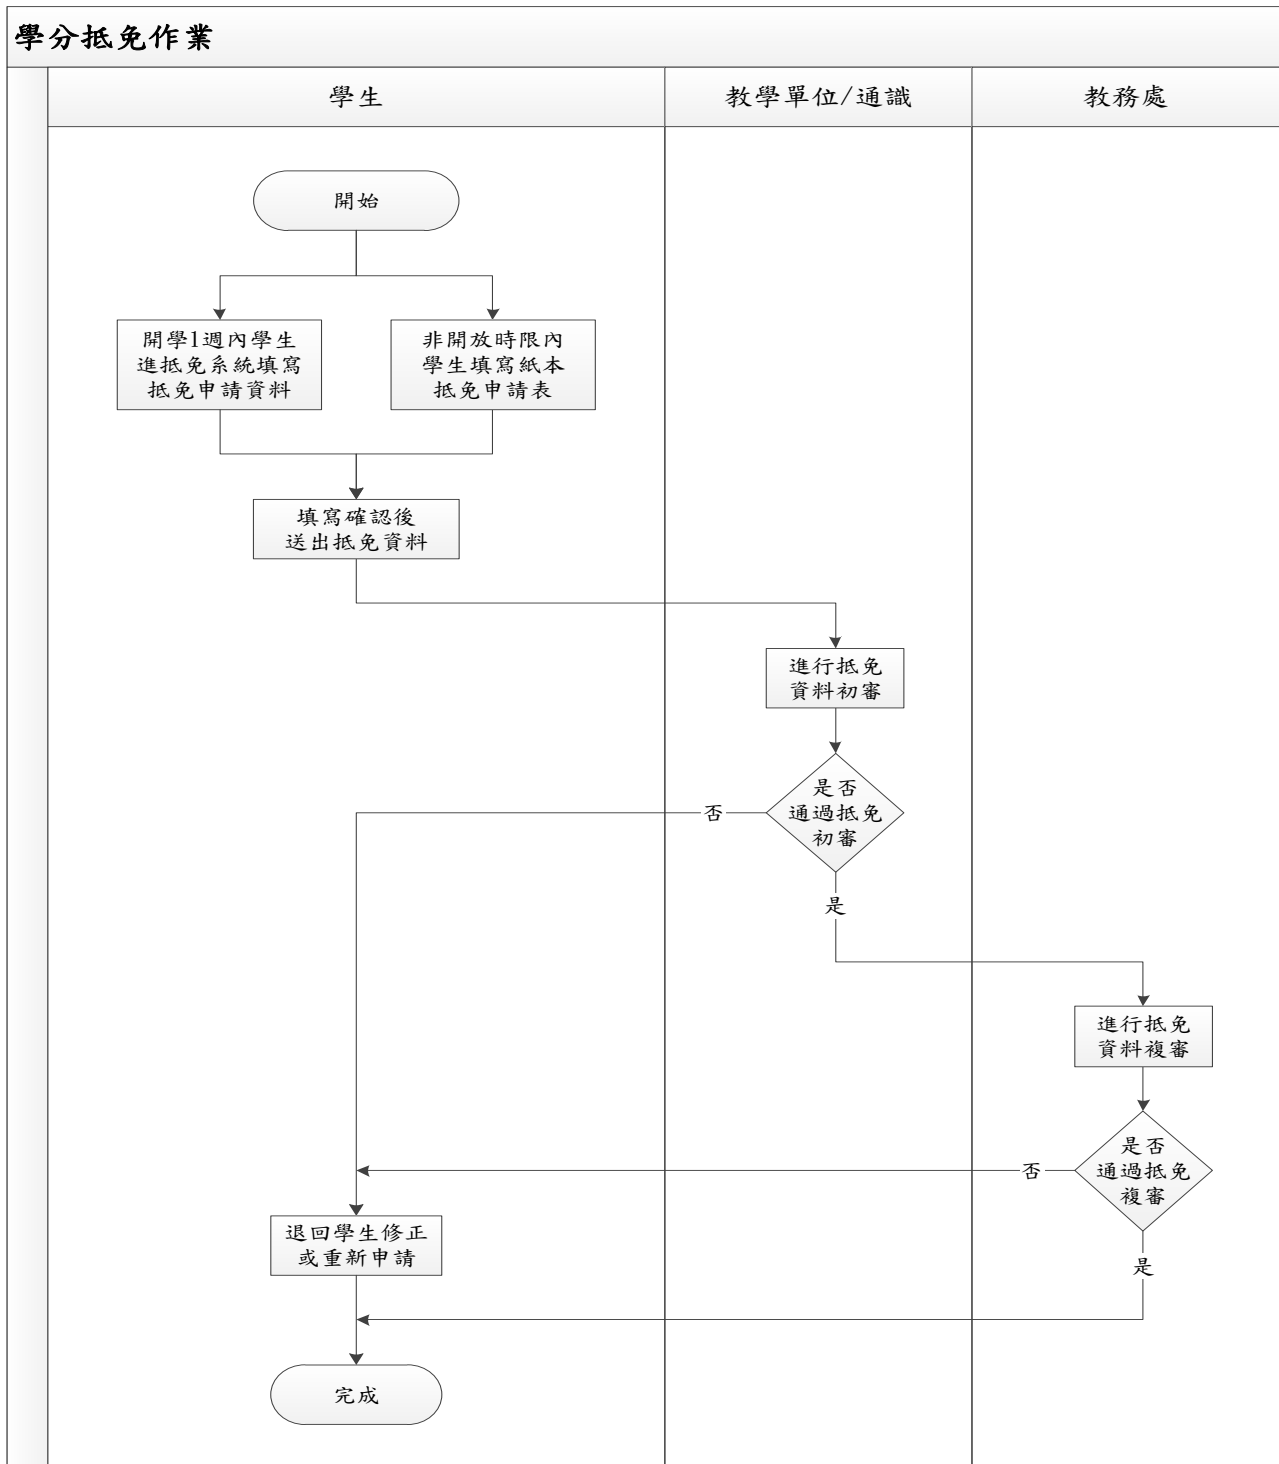 學分抵免作業
學生
教學單位/通識
教務處
開始
開學1週內學生
進抵免系統填寫
抵免申請資料
非開放時限內
學生填寫紙本
抵免申請表
填寫確認後
送出抵免資料
進行抵免
資料初審
是否
通過抵免
初審
否
是
進行抵免
資料複審
是否
通過抵免
複審
否
是
退回學生修正
或重新申請
完成